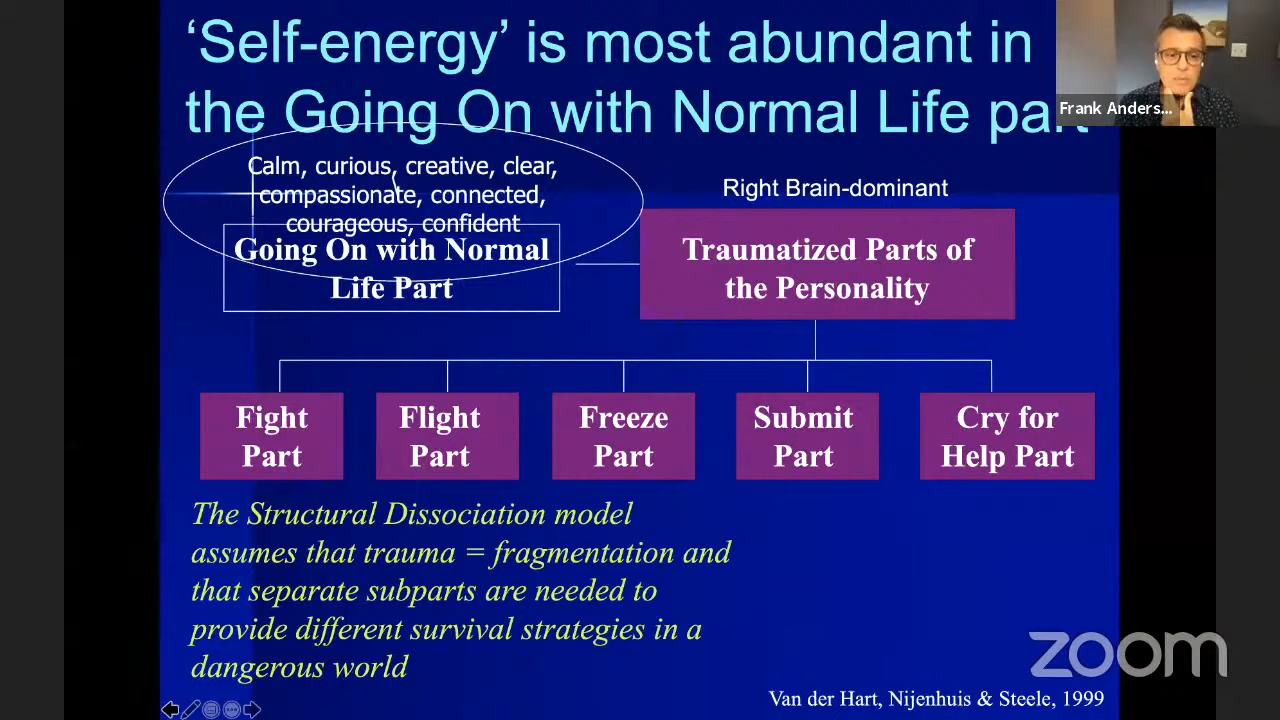 ‘Self-energy’ is most abundant in
the Going On with Normal Life part
Frank Anders...
Calm, curious, creative, clear,
compassionate, connected,
courageous, confident
Going On with Normal
Life Part
Right Brain-dominant
Traumatized Parts of
the Personality
Fight
Part
Flight
Part
Freeze
Part
Submit
Part
Cry for
Help Part
The Structural Dissociation model
assumes that trauma = fragmentation and
that separate subparts are needed to
provide different survival strategies in a
dangerous world
zoom
Van der Hart, Nijenhuis & Steele, 1999